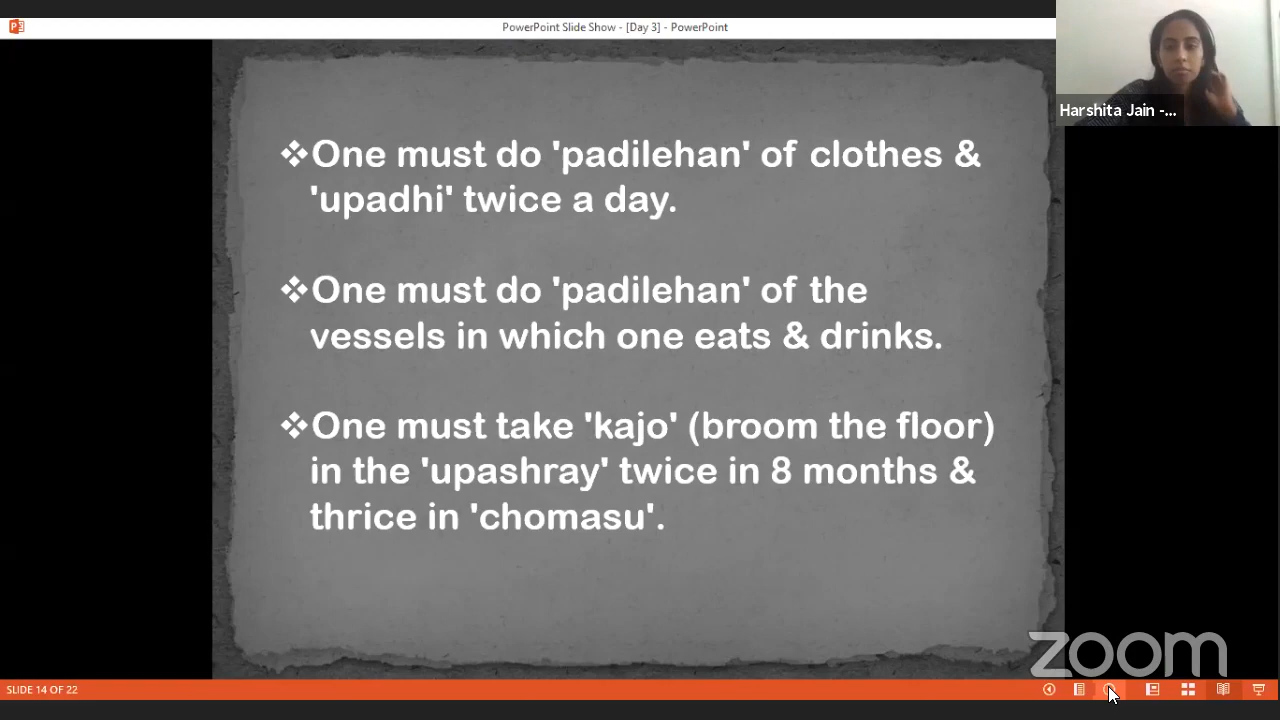 PowerPoint Slide Show - [Day 3] - PowerPoint
Harshita Jain -...
❖One must do 'padilehan' of clothes &
'upadhi' twice a day.
❖One must do 'padilehan' of the
vessels in which one eats & drinks.
❖One must take 'kajo' (broom the floor)
in the 'upashray' twice in 8 months &
thrice in 'chomasu'.
zoom
SLIDE 14 OF 22